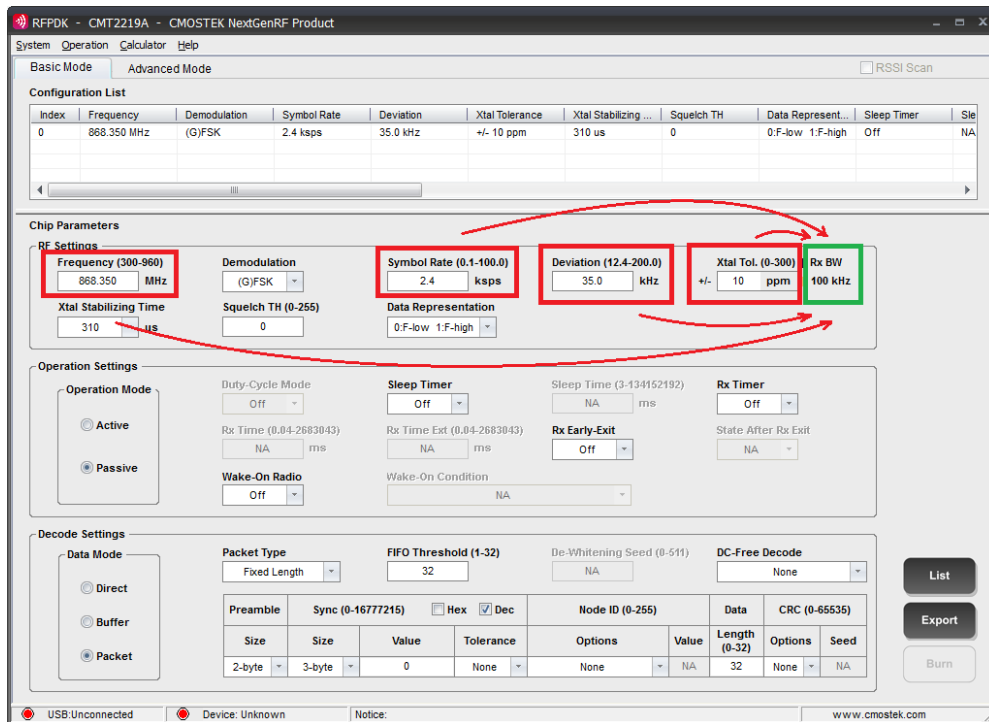 RFPDK - CMT2219A - CMOSTEK NextGenRF Product
System Operation Calculator Help
Basic Mode Advanced Mode RSSI Scan
Configuration List
Index Frequency Demodulation Symbol Rate Deviation Xtal Tolerance Xtal Stabilizing ... Squelch TH Data Represent... Sleep Timer Sle
0 868.350 MHz (G)FSK 2.4 ksps 35.0 kHz +/- 10 ppm 310 us 0 0:F-low 1:F-high Off NA
Chip Parameters
RF Settings
Frequency (300-960) Demodulation Symbol Rate (0.1-100.0) Deviation (12.4-200.0) Xtal Tol. (0-300) Rx BW
868.350 MHz (G)FSK 2.4 ksps 35.0 kHz +/- 10 ppm 100 kHz
Xtal Stabilizing Time Squelch TH (0-255) Data Representation
310 us 0 0:F-low 1:F-high
Operation Settings
Operation Mode Duty-Cycle Mode Sleep Timer Sleep Time (3-134152192) Rx Timer
Off Off NA ms Off
Active Rx Time (0.04-2683043) Rx Time Ext (0.04-2683043) Rx Early-Exit State After Rx Exit
NA ms NA ms Off NA
Passive
Wake-On Radio Wake-On Condition
Off NA
Decode Settings
Data Mode Packet Type FIFO Threshold (1-32) De-Whitening Seed (0-511) DC-Free Decode
Fixed Length 32 NA None
Direct
List
Preamble Sync (0-16777215) Hex Dec Node ID (0-255) Data CRC (0-65535)
Buffer
Export
Size Size Value Tolerance Options Value Length (0-32) Options Seed
Packet
2-byte 3-byte 0 None None NA 32 None NA
Burn
USB:Unconnected Device: Unknown Notice: www.cmostek.com